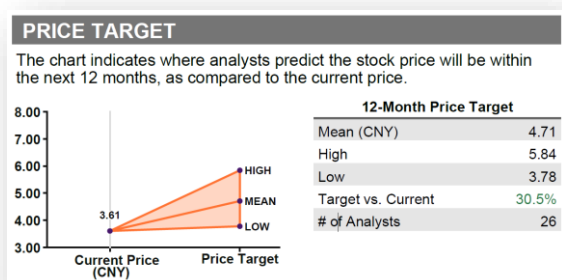 PRICE TARGET
The chart indicates where analysts predict the stock price will be within
the next 12 months, as compared to the current price.
8.00
7.00
6.00
5.00
4.00
3.00
3.61
HIGH
MEAN
LOW
Current Price
(CNY)
Price Target
12-Month Price Target
Mean (CNY) 4.71
High 5.84
Low 3.78
Target vs. Current 30.5%
# of Analysts 26